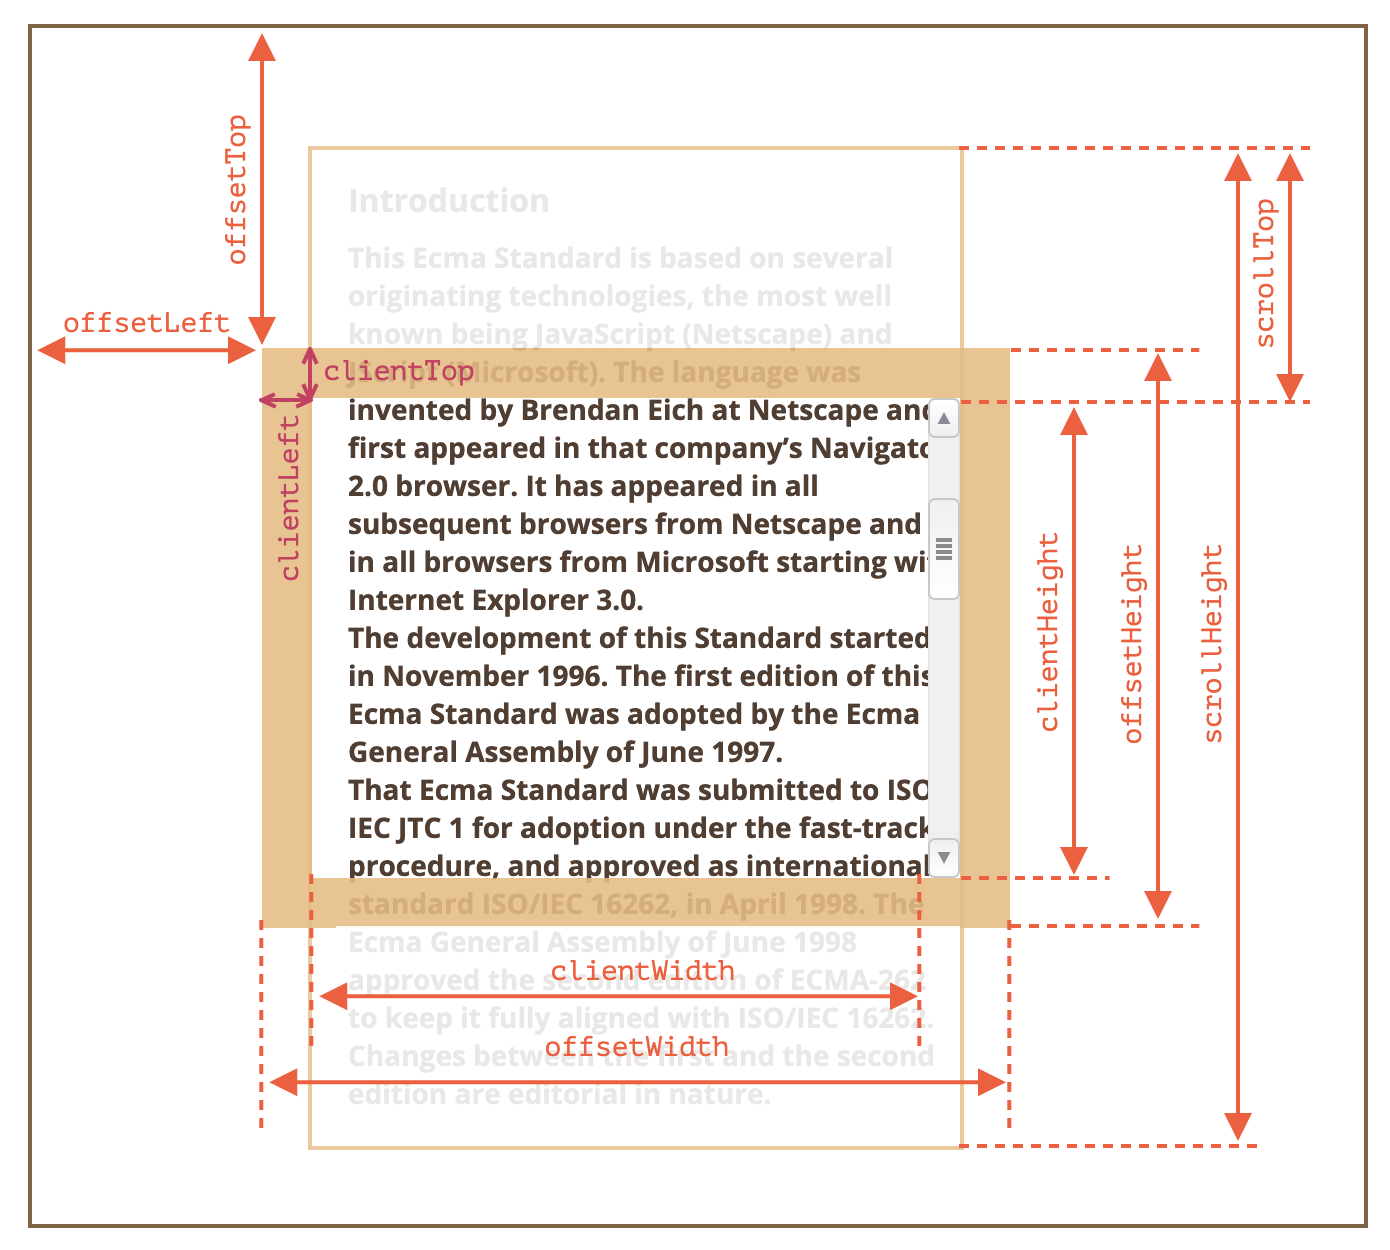 offsetTop
offsetLeft
Introduction
This Ecma Standard is based on several
originating technologies, the most well
known being JavaScript (Netscape) and
JScript (Microsoft). The language was
clientTop
clientLeft
invented by Brendan Eich at Netscape and
first appeared in that company’s Navigato
2.0 browser. It has appeared in all
subsequent browsers from Netscape and
in all browsers from Microsoft starting wi
Internet Explorer 3.0.
The development of this Standard started
in November 1996. The first edition of this
Ecma Standard was adopted by the Ecma
General Assembly of June 1997.
That Ecma Standard was submitted to ISO
IEC JTC 1 for adoption under the fast-track
procedure, and approved as international
standard ISO/IEC 16262, in April 1998. The
Ecma General Assembly of June 1998
approved the second edition of ECMA-262
to keep it fully aligned with ISO/IEC 16262.
Changes between the first and the second
edition are editorial in nature.
clientWidth
offsetWidth
clientHeight
offsetHeight
scrollHeight
scrollTop